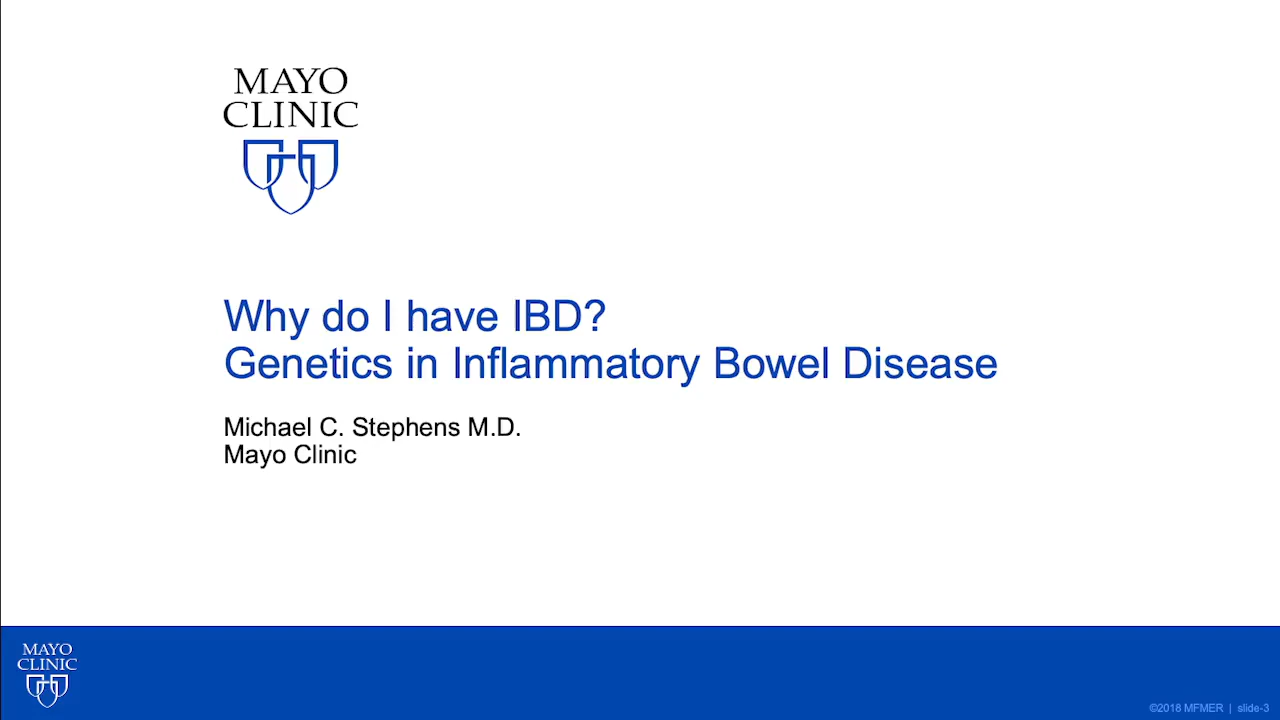 MAYO
CLINIC
Why do I have IBD?
Genetics in Inflammatory Bowel Disease
Michael C. Stephens M.D.
Mayo Clinic
MAYO
CLINIC
©2018 MFMER | slide-3